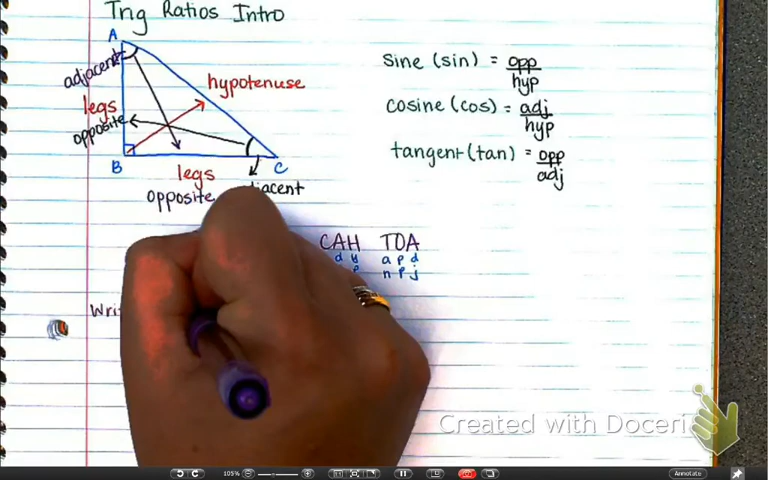 Trig Ratios Intro
A
adjacent
hypotenuse
legs
opposite
B
C
legs
opposite
sine (sin) = opp
hyp
cosine (cos) = adj
hyp
tangent (tan) = opp
adj
CAH TOA
d y a p d
p n p j
Created with Doceri
105%
Annotate